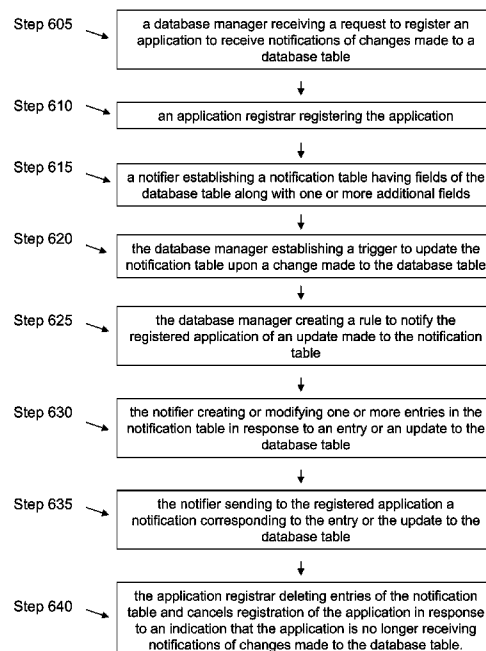 Step 605
a database manager receiving a request to register an
application to receive notifications of changes made to a
database table
Step 610
an application registrar registering the application
Step 615
a notifier establishing a notification table having fields of the
database table along with one or more additional fields
Step 620
the database manager establishing a trigger to update the
notification table upon a change made to the database table
Step 625
the database manager creating a rule to notify the
registered application of an update made to the notification
table
Step 630
the notifier creating or modifying one or more entries in the
notification table in response to an entry or an update to the
database table
Step 635
the notifier sending to the registered application a
notification corresponding to the entry or the update to the
database table
Step 640
the application registrar deleting entries of the notification
table and cancels registration of the application in response
to an indication that the application is no longer receiving
notifications of changes made to the database table.